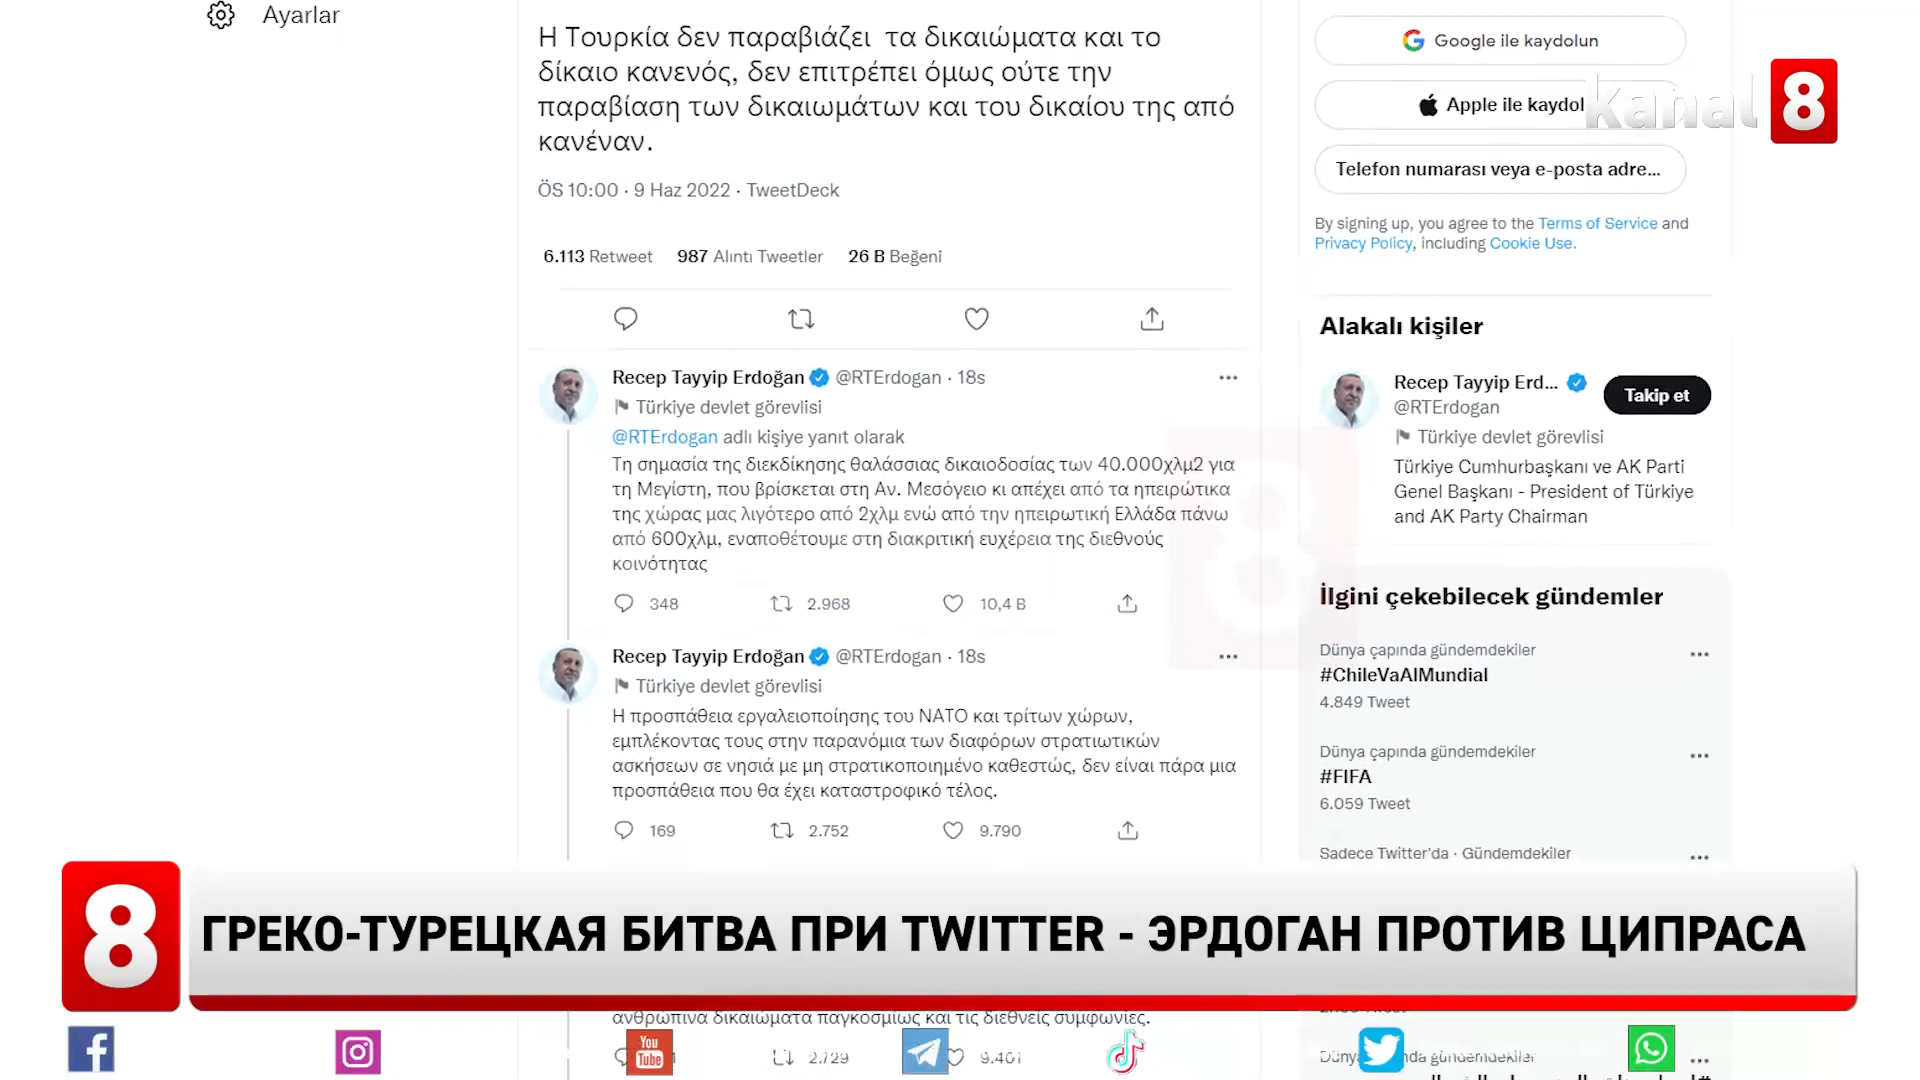 Ayarlar
Η Τουρκία δεν παραβιάζει τα δικαιώματα και το
δίκαιο κανενός, δεν επιτρέπει όμως ούτε την
παραβίαση των δικαιωμάτων και του δικαίου της από
κανέναν.
ÖS 10:00 · 9 Haz 2022 · TweetDeck
6.113 Retweet 987 Alıntı Tweetler 26 B Beğeni
Recep Tayyip Erdoğan @RTErdogan · 18s
Türkiye devlet görevlisi
@RTErdogan adlı kişiye yanıt olarak
Τη σημασία της διεκδίκησης θαλάσσιας δικαιοδοσίας των 40.000χλμ2 για
τη Μεγίστη, που βρίσκεται στη Αν. Μεσόγειο κι απέχει από τα ηπειρώτικα
της χώρας μας λιγότερο από 2χλμ ενώ από την ηπειρωτική Ελλάδα πάνω
από 600χλμ, εναποθέτουμε στη διακριτική ευχέρεια της διεθνούς
κοινότητας
348 2.968 10,4 B
Recep Tayyip Erdoğan @RTErdogan · 18s
Türkiye devlet görevlisi
Η προσπάθεια εργαλειοποίησης του NATO και τρίτων χώρων,
εμπλέκοντας τους στην παρανόμια των διαφόρων στρατιωτικών
ασκήσεων σε νησιά με μη στρατικοποιημένο καθεστώς, δεν είναι πάρα μια
προσπάθεια που θα έχει καταστροφικό τέλος.
169 2.752 9.790
ανθρωπινα δικαιώματα παγκοσμίως και τις διεθνείς συμφωνίες.
2.729 9.461
Google ile kaydolun
Apple ile kaydol
kanal 8
Telefon numarası veya e-posta adre...
By signing up, you agree to the Terms of Service and
Privacy Policy, including Cookie Use.
Alakalı kişiler
Recep Tayyip Erd...
@RTErdogan
Takip et
Türkiye devlet görevlisi
Türkiye Cumhurbaşkanı ve AK Parti
Genel Başkanı - President of Türkiye
and AK Party Chairman
İlgini çekebilecek gündemler
Dünya çapında gündemdekiler
#ChileVaAlMundial
4.849 Tweet
Dünya çapında gündemdekiler
#FIFA
6.059 Tweet
Sadece Twitter'da · Gündemdekiler
8
ГРЕКО-ТУРЕЦКАЯ БИТВА ПРИ TWITTER - ЭРДОГАН ПРОТИВ ЦИПРАСА
You
Tube